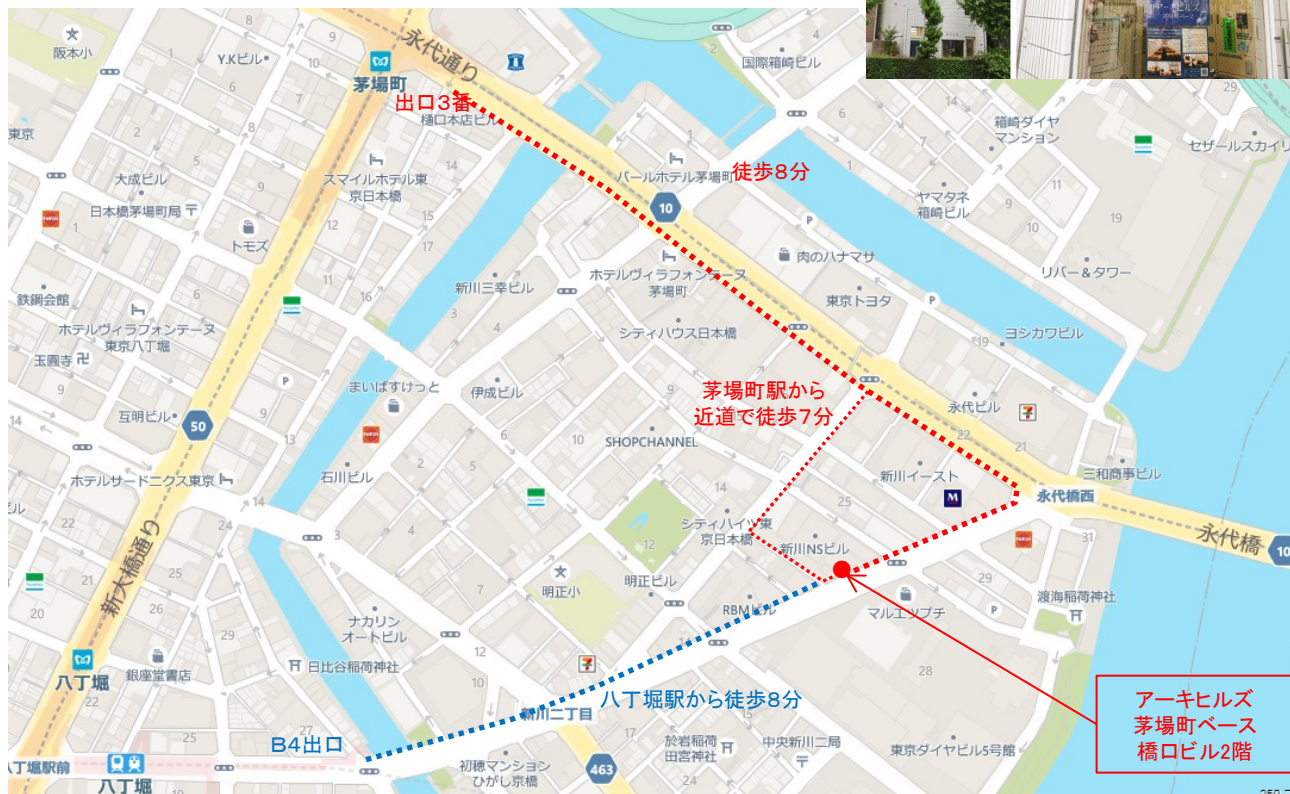 永代通り
阪本小
Y.Kビル
茅場町
出口3番
樋口本店ビル
国際箱崎ビル
箱崎ダイヤ
マンション
セザールスカイリ
東京
大成ビル
日本橋茅場町局
スマイルホテル東
京日本橋
パールホテル茅場町
徒歩8分
ヤマタネ
箱崎ビル
トモズ
10
肉のハナマサ
リバー&タワー
鉄鋼会館
新川三幸ビル
ホテルヴィラフォンテーヌ
茅場町
東京トヨタ
ヨシカワビル
ホテルヴィラフォンテーヌ
東京八丁堀
シティハウス日本橋
玉圓寺
まいばすけっと
伊成ビル
茅場町駅から
近道で徒歩7分
永代ビル
互明ビル
50
SHOPCHANNEL
ホテルサードニクス東京
石川ビル
新川イースト
三和商事ビル
永代橋西
M
シティハイツ東
京日本橋
新川NSビル
永代橋
10
新大橋通り
明正小
明正ビル
RBMビル
マルエツプチ
渡海稲荷神社
ナカリン
オートビル
日比谷稲荷神社
銀座堂書店
八丁堀
八丁堀駅から徒歩8分
新川二丁目
B4出口
於岩稲荷
田宮神社
中央新川二局
東京ダイヤビル5号館
アーキヒルズ
茅場町ベース
橋口ビル2階
丁堀駅前
八丁堀
初穂マンション
ひがし京橋
463